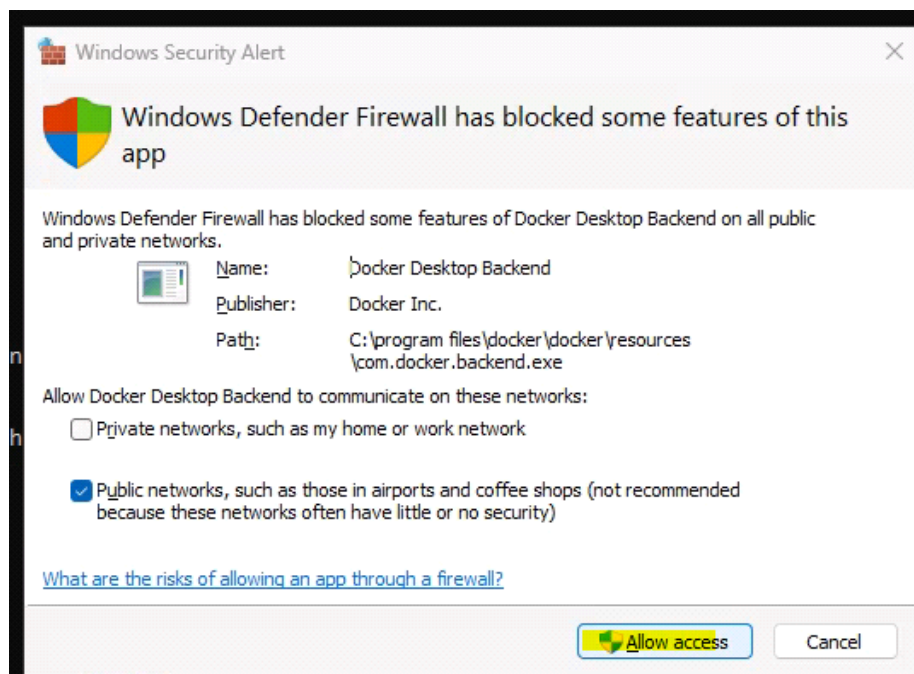 Windows Security Alert
Windows Defender Firewall has blocked some features of this
app
Windows Defender Firewall has blocked some features of Docker Desktop Backend on all public
and private networks.
Name: Docker Desktop Backend
Publisher: Docker Inc.
Path: C:\program files\docker\docker\resources
\com.docker.backend.exe
n
Allow Docker Desktop Backend to communicate on these networks:
Private networks, such as my home or work network
h
Public networks, such as those in airports and coffee shops (not recommended
because these networks often have little or no security)
What are the risks of allowing an app through a firewall?
Allow access Cancel